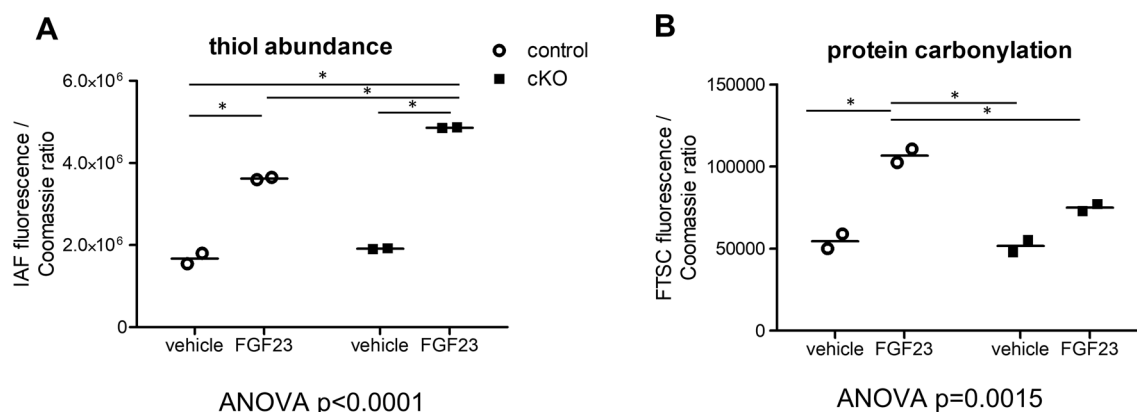 A
thiol abundance
control
cKO
IAF fluorescence /
Coomassie ratio
6.0×10⁶
4.0×10⁶
2.0×10⁶
0
*
*
*
*
vehicle FGF23 vehicle FGF23
ANOVA p<0.0001
B
protein carbonylation
FTSC fluorescence /
Coomassie ratio
150000
100000
50000
0
*
*
*
vehicle FGF23 vehicle FGF23
ANOVA p=0.0015